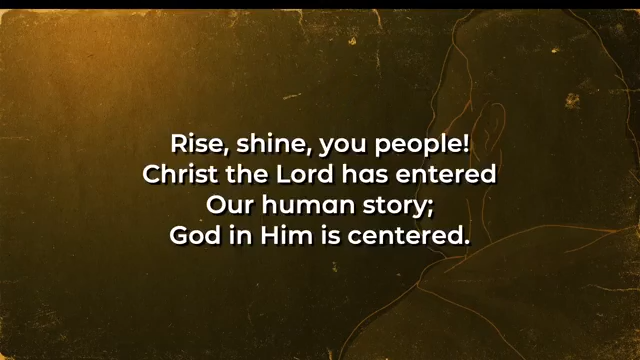 Rise, shine, you people!
Christ the Lord has entered
Our human story;
God in Him is centered.